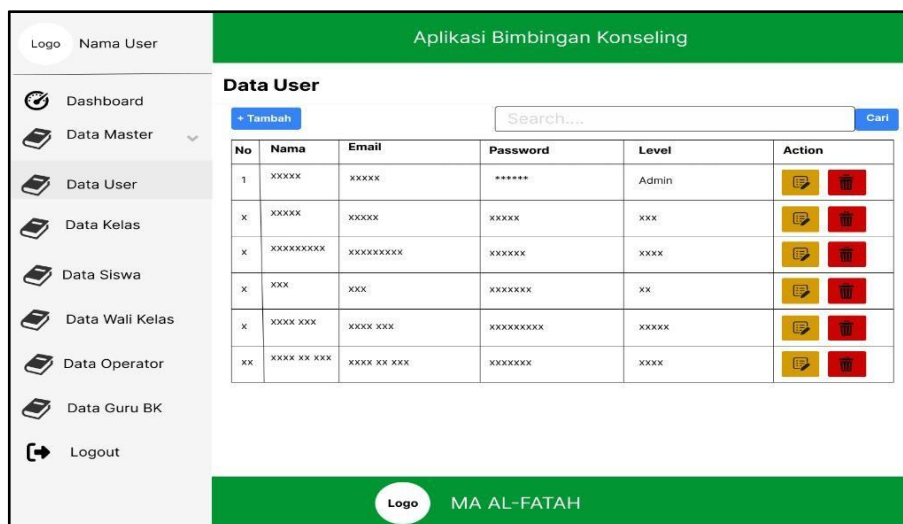 Logo Nama User
Aplikasi Bimbingan Konseling
Dashboard
Data Master
Data User
Data Kelas
Data Siswa
Data Wali Kelas
Data Operator
Data Guru BK
Logout
Data User
+ Tambah Search.... Cari
No Nama Email Password Level Action
1 xxxxx xxxxx ****** Admin
x xxxxx xxxxx xxxxx xxx
x xxxxxxxxx xxxxxxxxx xxxxxx xxxx
x xxx xxx xxxxxxx xx
x xxxx xxx xxxx xxx xxxxxxxxx xxxxx
xx xxxx xx xxx xxxx xx xxx xxxxxxx xxxx
Logo MA AL-FATAH